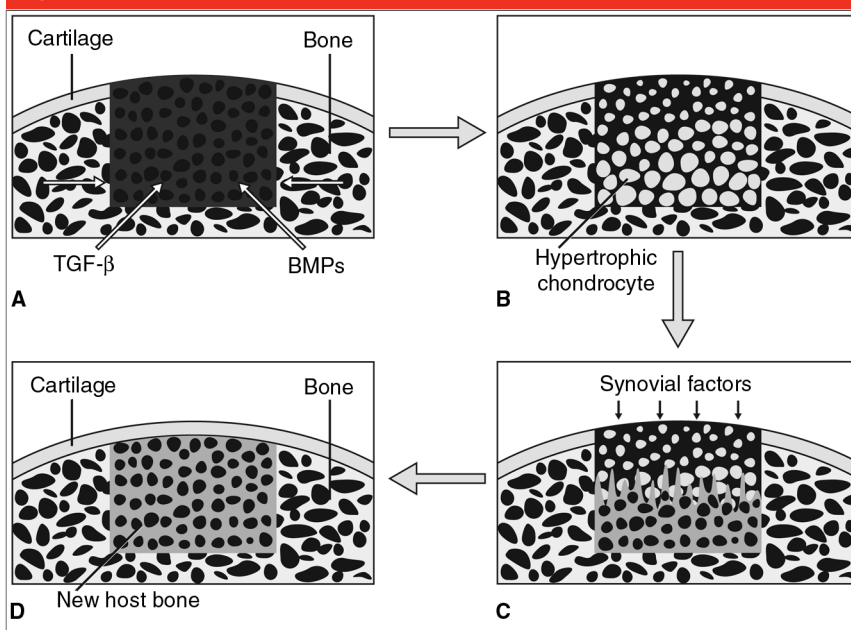 Cartilage
Bone
TGF-β
BMPs
A
Hypertrophic
chondrocyte
B
Synovial factors
C
Cartilage
Bone
New host bone
D